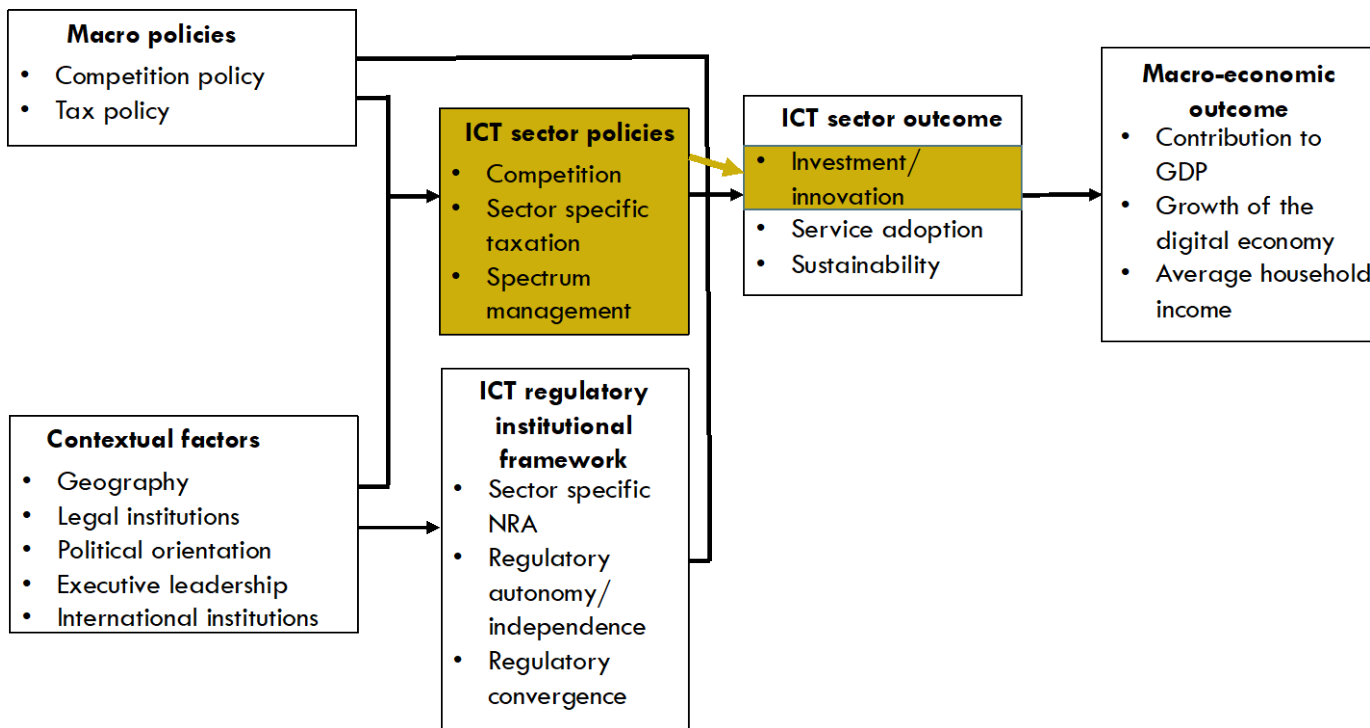 Macro policies
• Competition policy
• Tax policy
ICT sector policies
• Competition
• Sector specific
taxation
• Spectrum
management
ICT sector outcome
• Investment/
innovation
• Service adoption
• Sustainability
Macro-economic
outcome
• Contribution to
GDP
• Growth of the
digital economy
• Average household
income
Contextual factors
• Geography
• Legal institutions
• Political orientation
• Executive leadership
• International institutions
ICT regulatory
institutional
framework
• Sector specific
NRA
• Regulatory
autonomy/
independence
• Regulatory
convergence